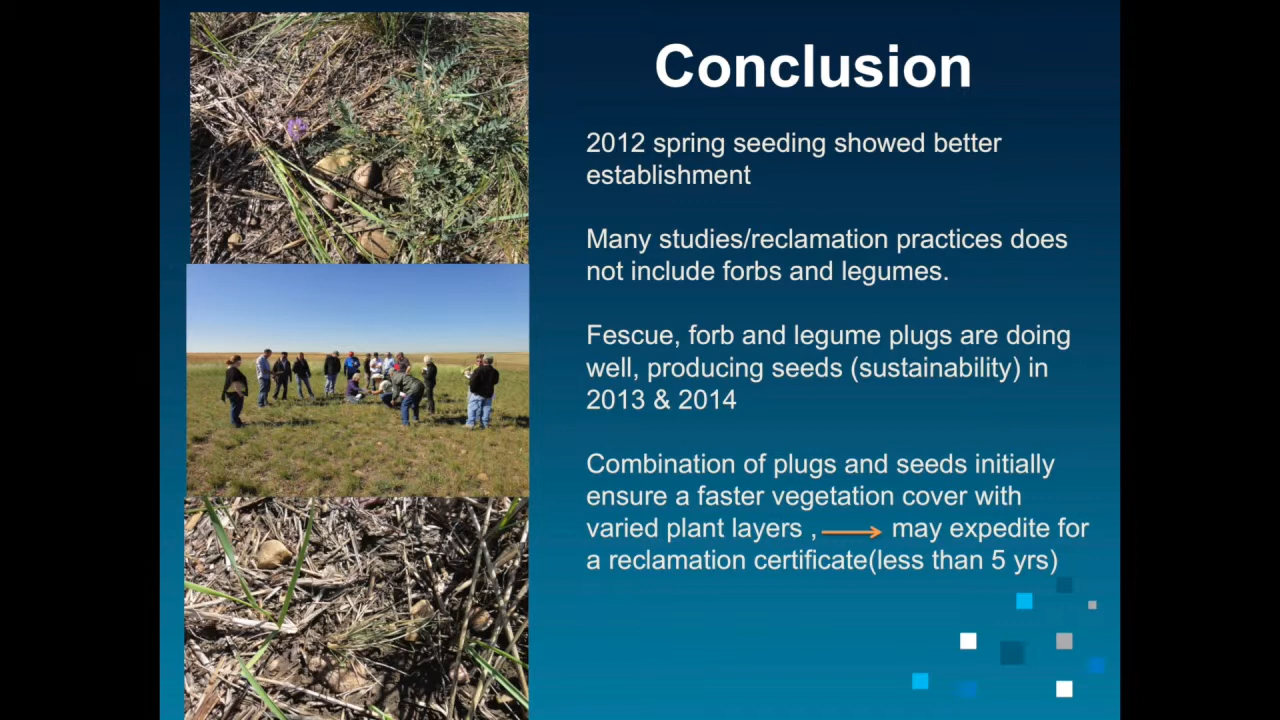 Conclusion
2012 spring seeding showed better
establishment
Many studies/reclamation practices does
not include forbs and legumes.
Fescue, forb and legume plugs are doing
well, producing seeds (sustainability) in
2013 & 2014
Combination of plugs and seeds initially
ensure a faster vegetation cover with
varied plant layers , → may expedite for
a reclamation certificate(less than 5 yrs)